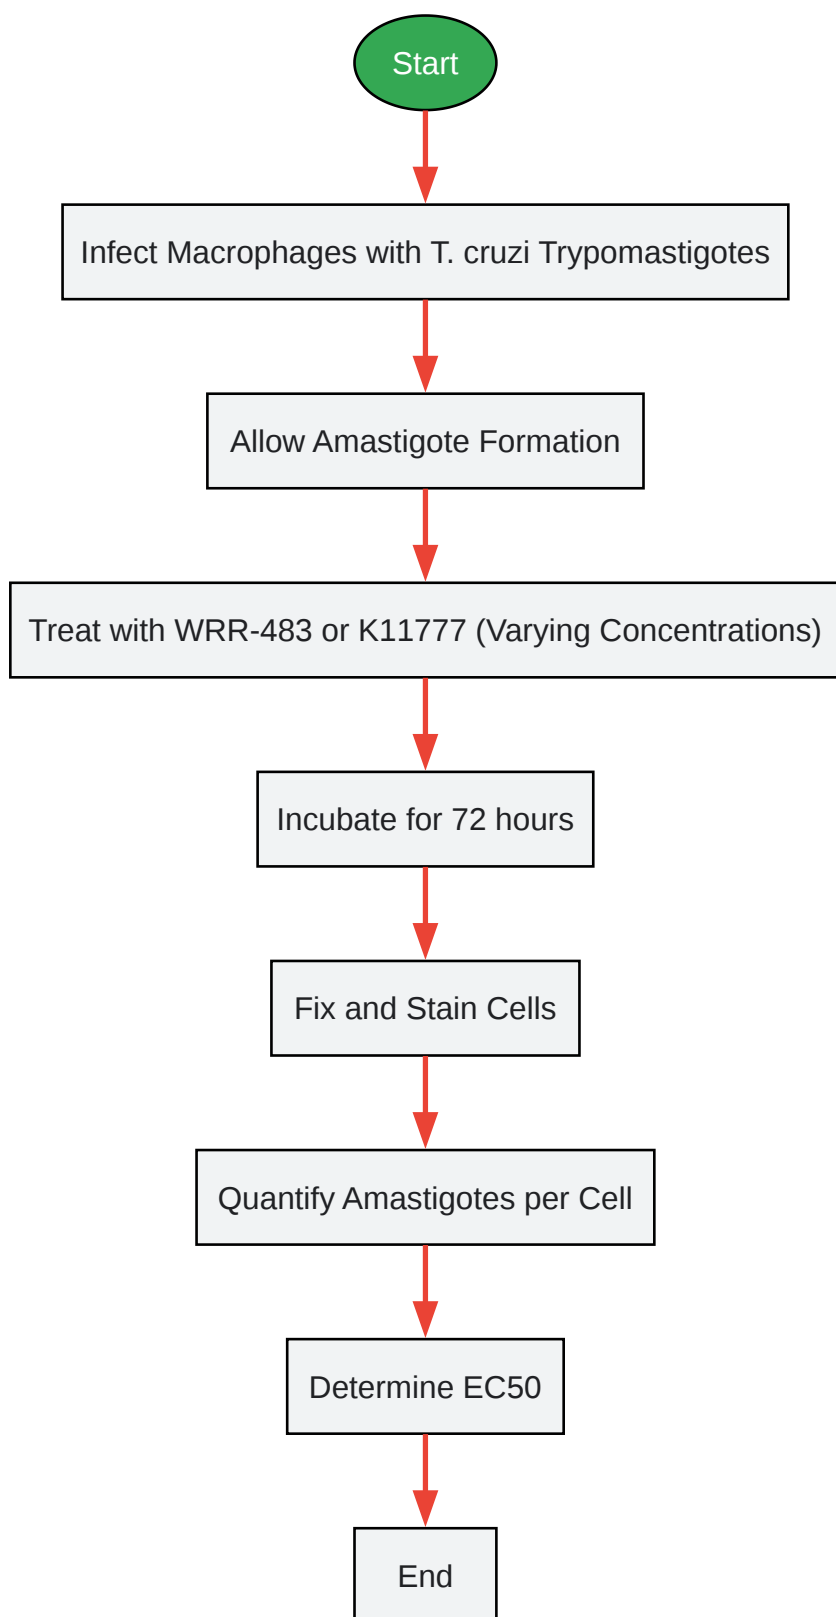 Start
Infect Macrophages with T. cruzi Trypomastigotes
Allow Amastigote Formation
Treat with WRR-483 or K11777 (Varying Concentrations)
Incubate for 72 hours
Fix and Stain Cells
Quantify Amastigotes per Cell
Determine EC50
End